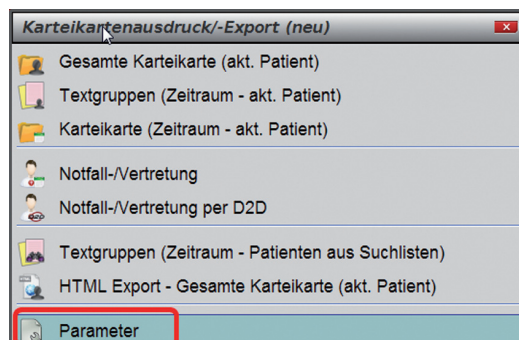 Karteikartenausdruck/-Export (neu)
Gesamte Karteikarte (akt. Patient)
Textgruppen (Zeitraum - akt. Patient)
Karteikarte (Zeitraum - akt. Patient)
Notfall-/Vertretung
Notfall-/Vertretung per D2D
Textgruppen (Zeitraum - Patienten aus Suchlisten)
HTML Export - Gesamte Karteikarte (akt. Patient)
Parameter